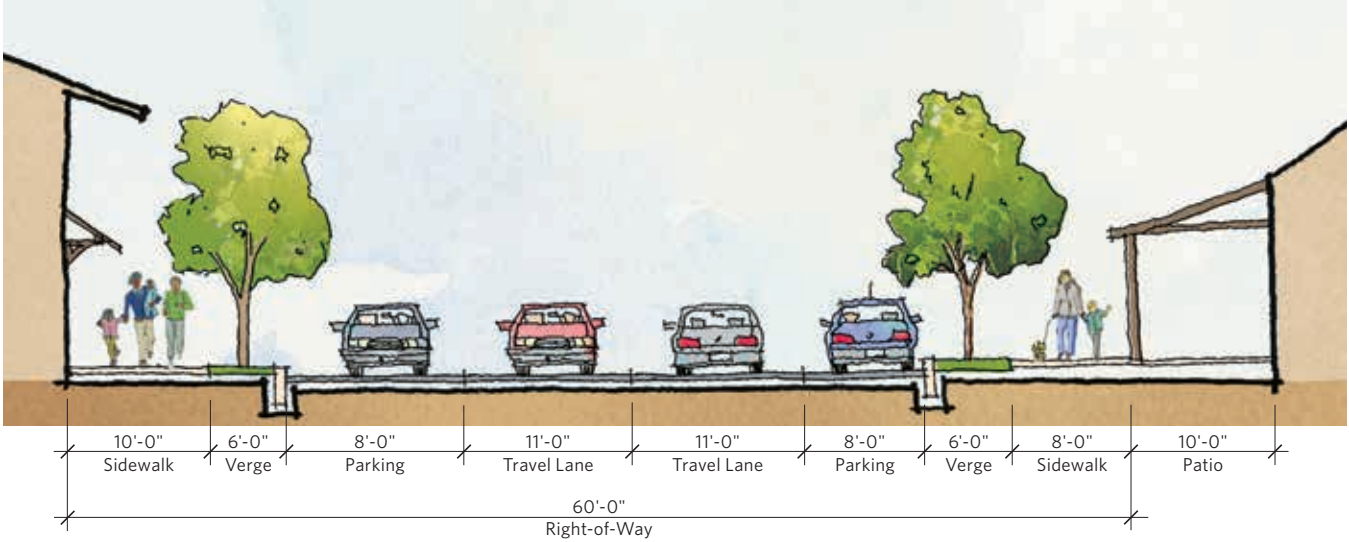 10'-0" 6'-0" 8'-0" 11'-0" 11'-0" 8'-0" 6'-0" 8'-0" 10'-0"
Sidewalk Verge Parking Travel Lane Travel Lane Parking Verge Sidewalk Patio
60'-0"
Right-of-Way